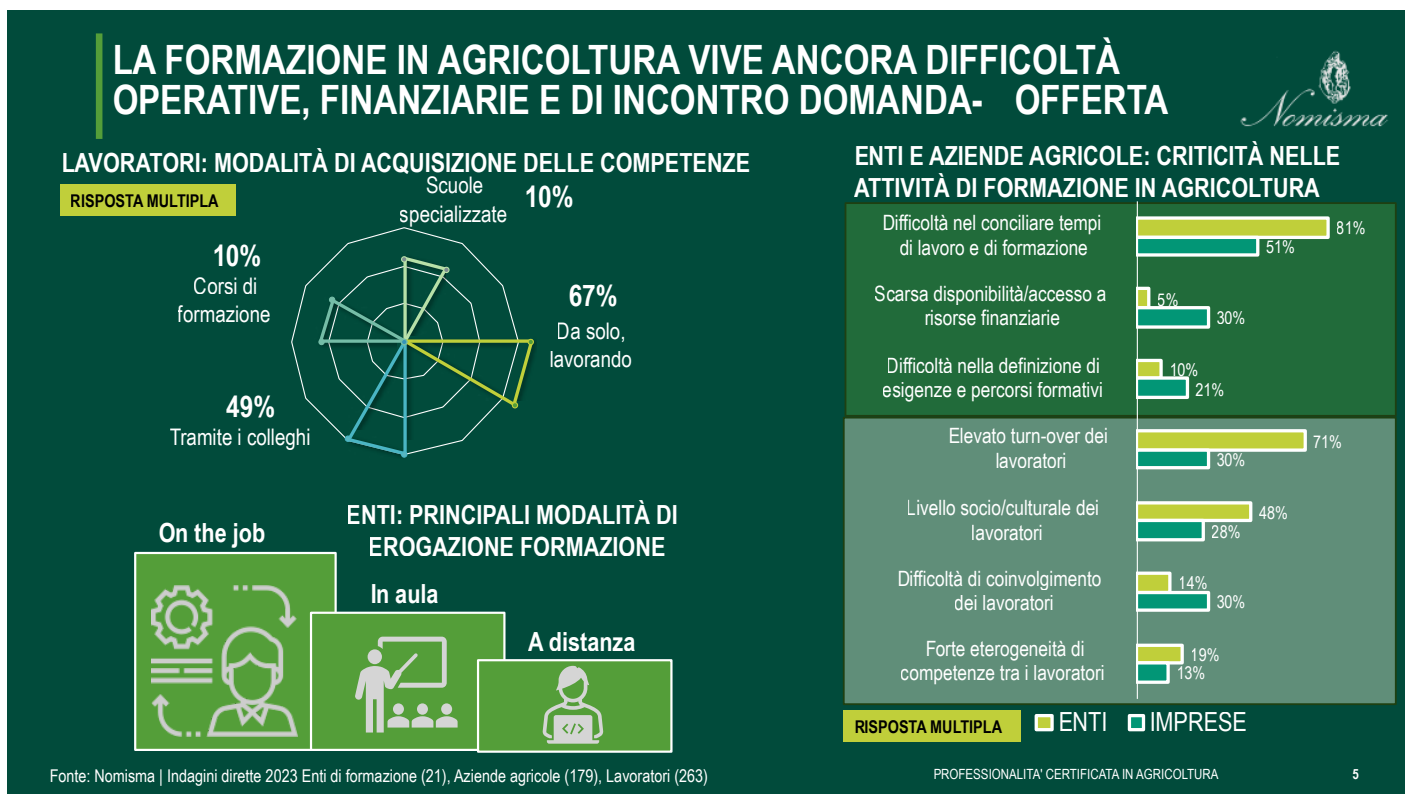 LA FORMAZIONE IN AGRICOLTURA VIVE ANCORA DIFFICOLTÀ
OPERATIVE, FINANZIARIE E DI INCONTRO DOMANDA- OFFERTA
Nomisma
LAVORATORI: MODALITÀ DI ACQUISIZIONE DELLE COMPETENZE
RISPOSTA MULTIPLA
Scuole
specializzate
10%
67%
Da solo,
lavorando
49%
Tramite i colleghi
10%
Corsi di
formazione
ENTI: PRINCIPALI MODALITÀ DI
EROGAZIONE FORMAZIONE
On the job
In aula
A distanza
</>
ENTI E AZIENDE AGRICOLE: CRITICITÀ NELLE
ATTIVITÀ DI FORMAZIONE IN AGRICOLTURA
Difficoltà nel conciliare tempi
di lavoro e di formazione
81%
51%
Scarsa disponibilità/accesso a
risorse finanziarie
5%
30%
Difficoltà nella definizione di
esigenze e percorsi formativi
10%
21%
Elevato turn-over dei
lavoratori
71%
30%
Livello socio/culturale dei
lavoratori
48%
28%
Difficoltà di coinvolgimento
dei lavoratori
14%
30%
Forte eterogeneità di
competenze tra i lavoratori
19%
13%
RISPOSTA MULTIPLA
ENTI
IMPRESE
Fonte: Nomisma | Indagini dirette 2023 Enti di formazione (21), Aziende agricole (179), Lavoratori (263)
PROFESSIONALITA' CERTIFICATA IN AGRICOLTURA
5